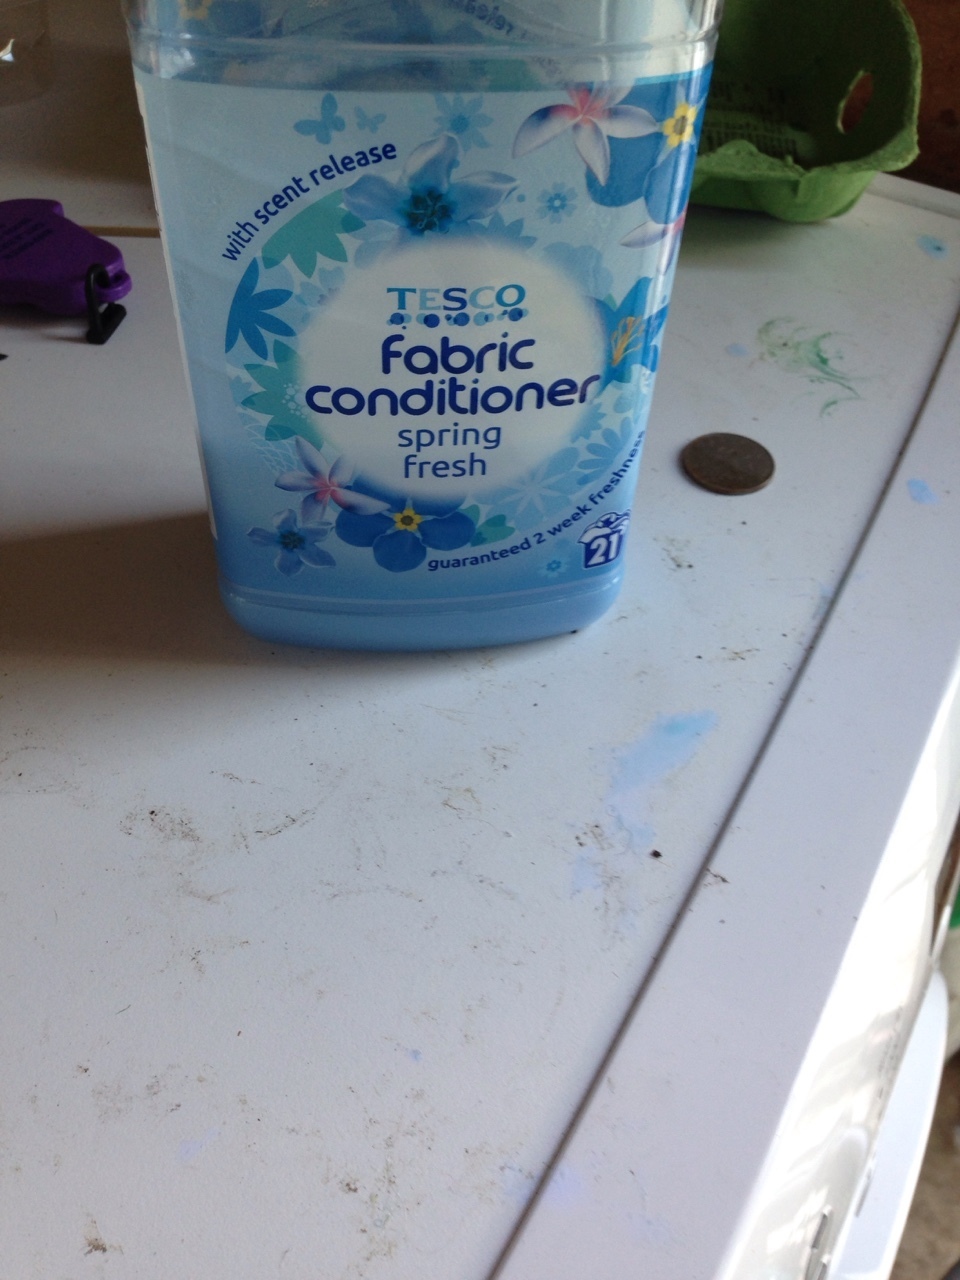 with scent release
TESCO
fabric
conditioner
spring
fresh
guaranteed 2 week freshness
21